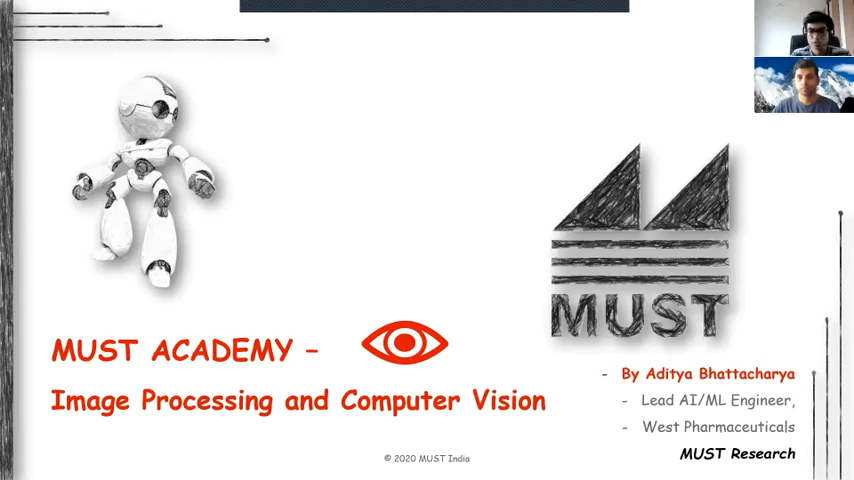 MUST
MUST ACADEMY –
Image Processing and Computer Vision
- By Aditya Bhattacharya
- Lead AI/ML Engineer,
- West Pharmaceuticals
MUST Research
© 2020 MUST India